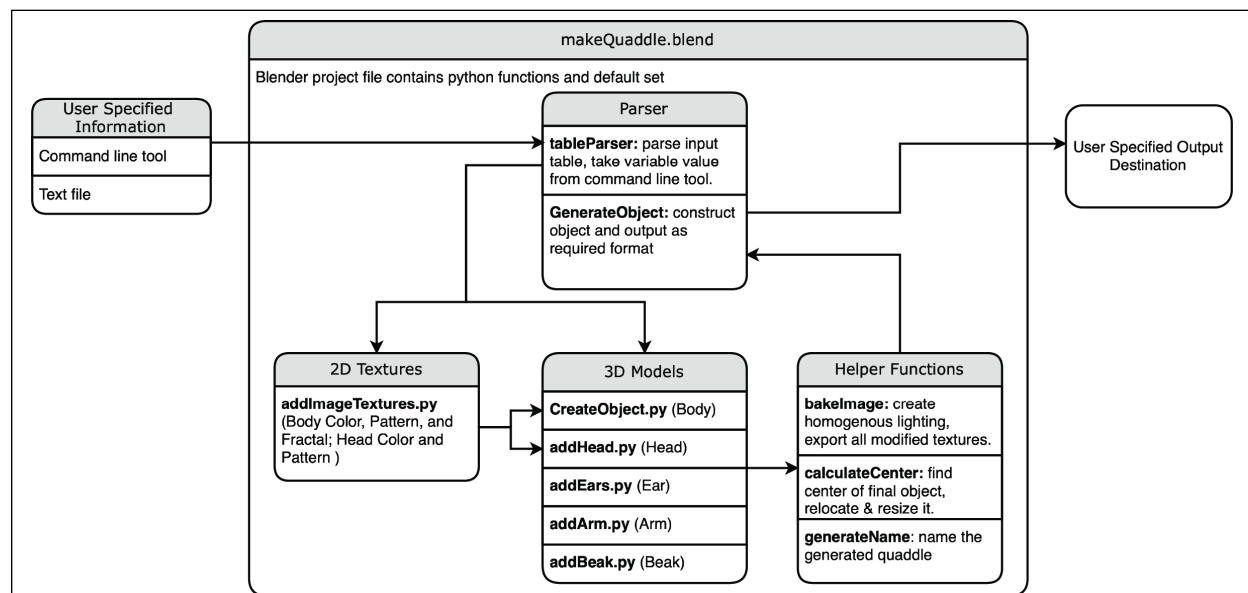 makeQuaddle.blend
Blender project file contains python functions and default set
User Specified
Information
Command line tool
Text file
Parser
tableParser: parse input
table, take variable value
from command line tool.
GenerateObject: construct
object and output as
required format
User Specified Output
Destination
2D Textures
addImageTextures.py
(Body Color, Pattern, and
Fractal; Head Color and
Pattern )
3D Models
CreateObject.py (Body)
addHead.py (Head)
addEars.py (Ear)
addArm.py (Arm)
addBeak.py (Beak)
Helper Functions
bakeImage: create
homogenous lighting,
export all modified textures.
calculateCenter: find
center of final object,
relocate & resize it.
generateName: name the
generated quaddle